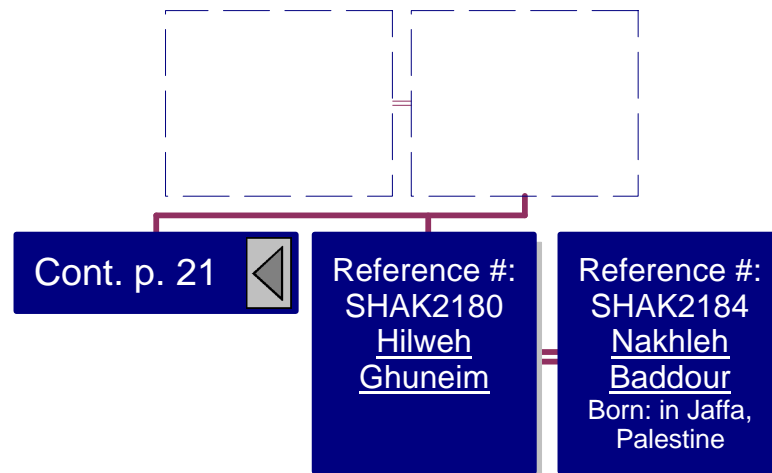 Cont. p. 21
Reference #:
SHAK2180
Hilweh
Ghuneim
Reference #:
SHAK2184
Nakhleh
Baddour
Born: in Jaffa,
Palestine